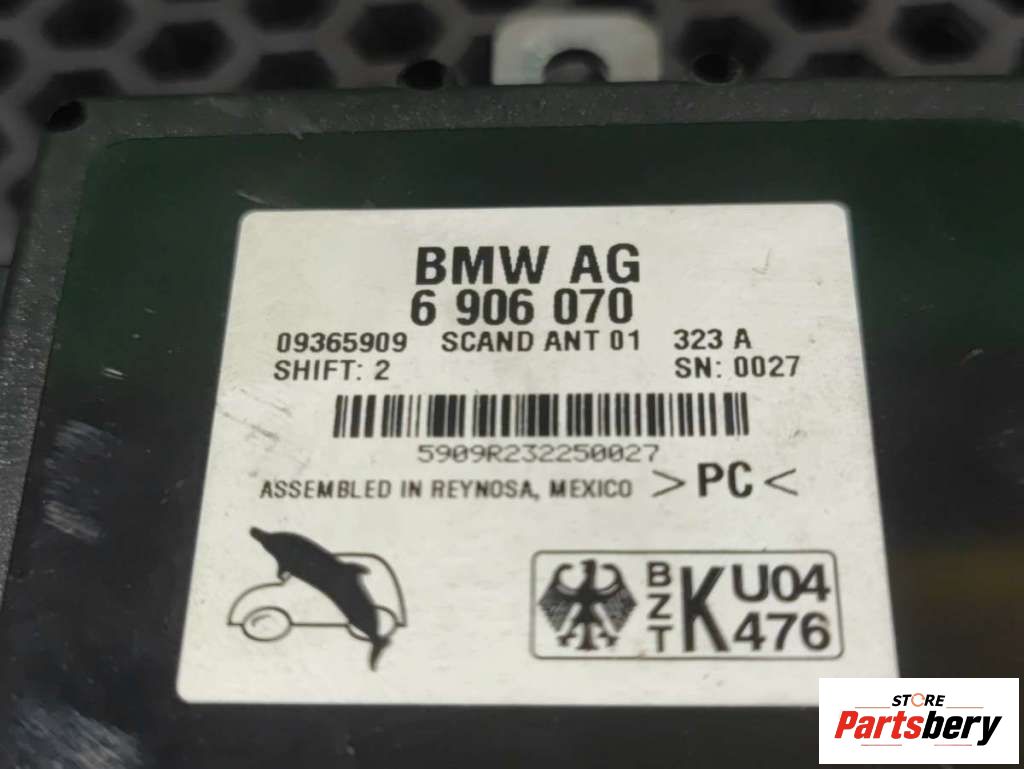 BMW AG
6 906 070
09365909 SCAND ANT 01 323 A
SHIFT: 2 SN: 0027
5909R232250027
ASSEMBLED IN REYNOSA, MEXICO >PC<
BZT K U04 476
STORE
Partsbery